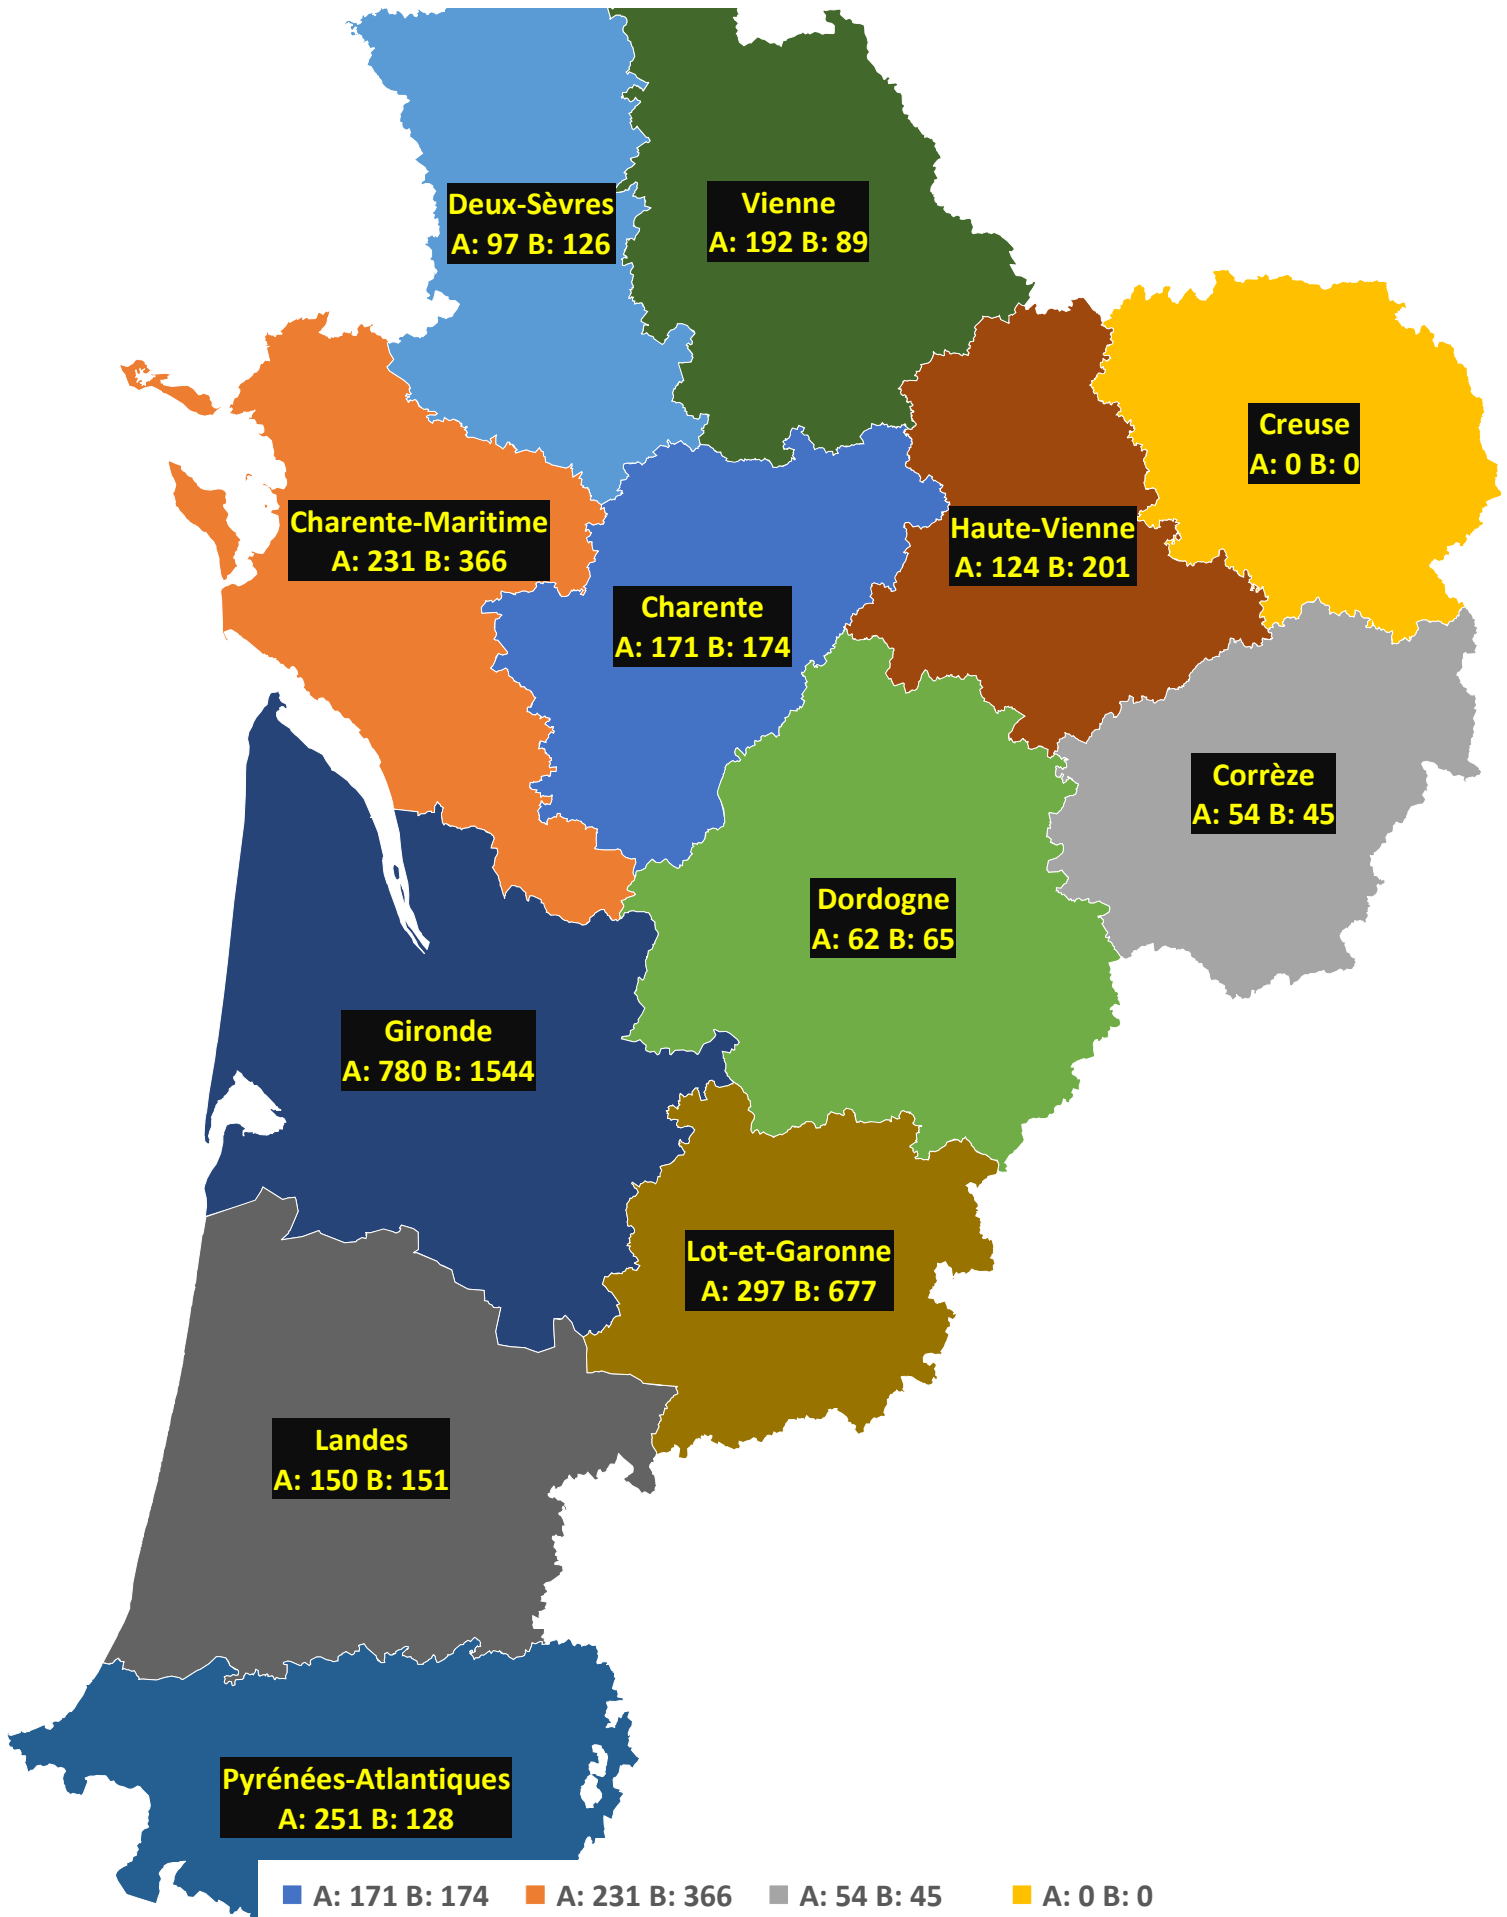 Deux-Sèvres
A: 97 B: 126
Vienne
A: 192 B: 89
Creuse
A: 0 B: 0
Charente-Maritime
A: 231 B: 366
Haute-Vienne
A: 124 B: 201
Charente
A: 171 B: 174
Corrèze
A: 54 B: 45
Dordogne
A: 62 B: 65
Gironde
A: 780 B: 1544
Lot-et-Garonne
A: 297 B: 677
Landes
A: 150 B: 151
Pyrénées-Atlantiques
A: 251 B: 128
A: 171 B: 174 A: 231 B: 366 A: 54 B: 45 A: 0 B: 0